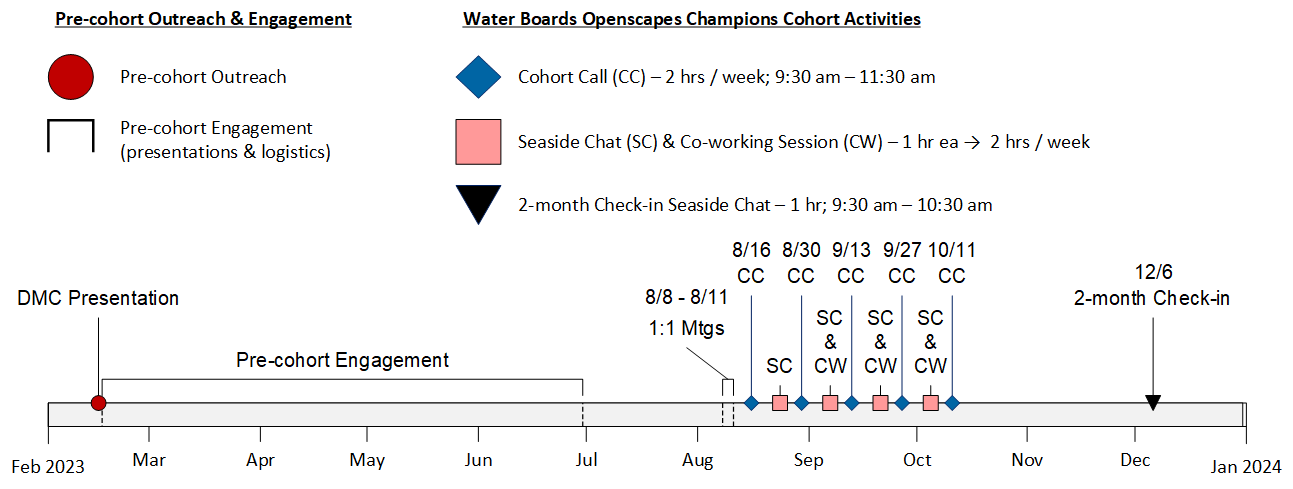 Pre-cohort Outreach & Engagement
Water Boards Openscapes Champions Cohort Activities
Pre-cohort Outreach
Cohort Call (CC) – 2 hrs / week; 9:30 am – 11:30 am
Pre-cohort Engagement
(presentations & logistics)
Seaside Chat (SC) & Co-working Session (CW) – 1 hr ea → 2 hrs / week
2-month Check-in Seaside Chat – 1 hr; 9:30 am – 10:30 am
8/16 8/30 9/13 9/27 10/11
CC CC CC CC CC
DMC Presentation
8/8 - 8/11
1:1 Mtgs
12/6
2-month Check-in
Pre-cohort Engagement
SC
SC
&
CW
SC
&
CW
SC
&
CW
Feb 2023 Mar Apr May Jun Jul Aug Sep Oct Nov Dec Jan 2024